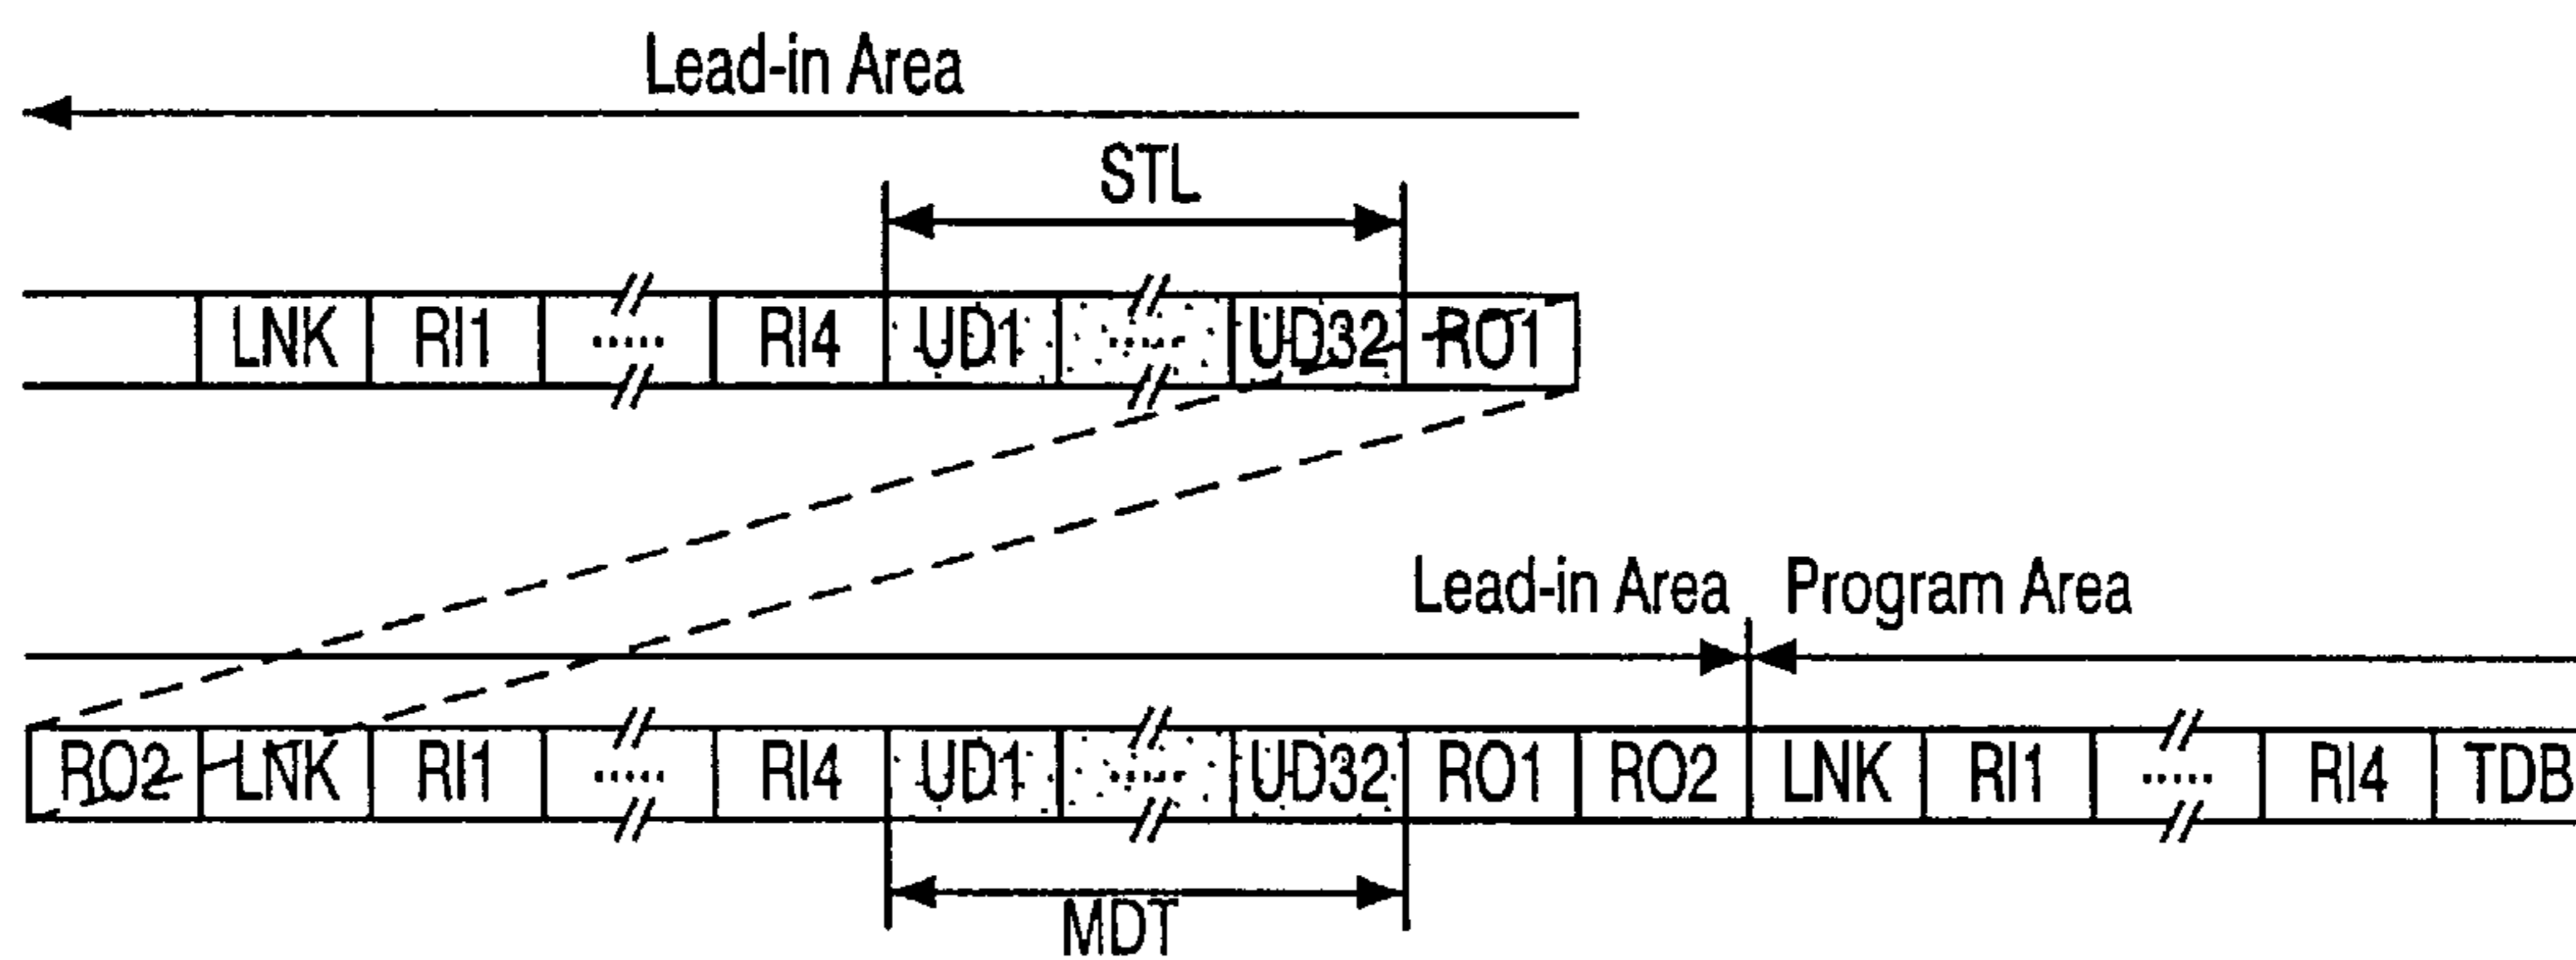 Lead-in Area
STL
LNK RI1 ..... RI4 UD1 ..... UD32 RO1
Lead-in Area Program Area
RO2 LNK RI1 ..... RI4 UD1 ..... UD32 RO1 RO2 LNK RI1 ..... RI4 TDB
MDT